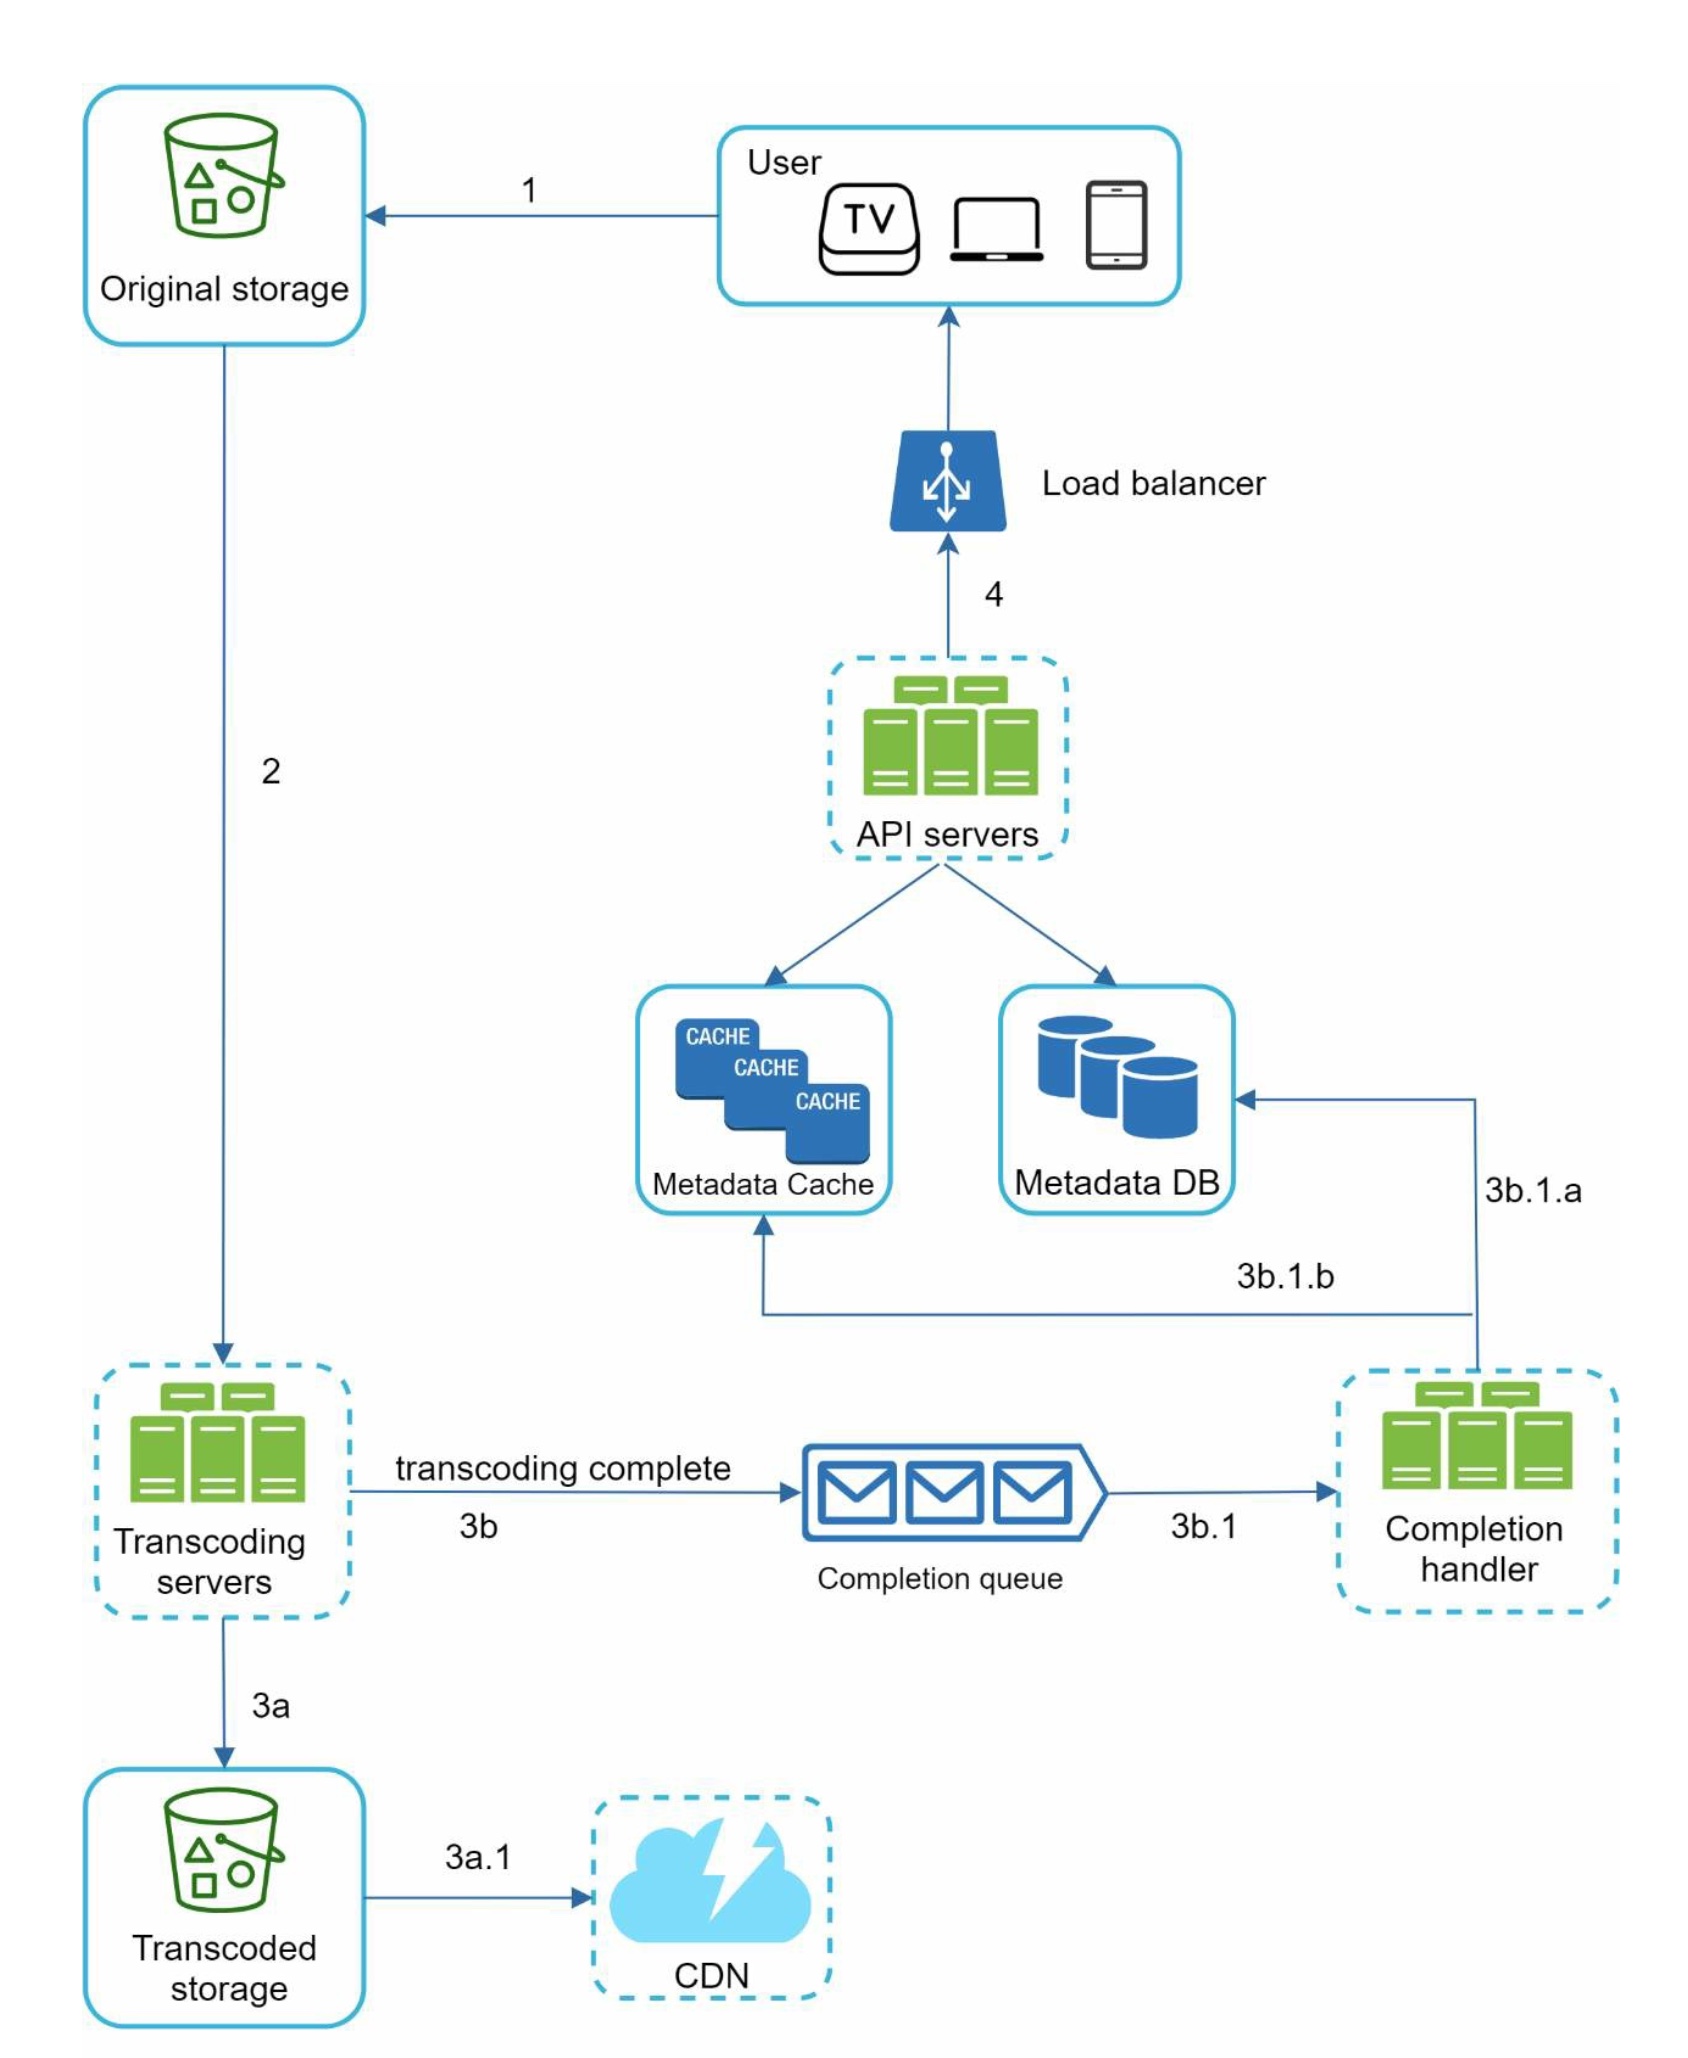 User
TV
1
Original storage
Load balancer
4
2
API servers
CACHE
CACHE
CACHE
Metadata Cache
Metadata DB
3b.1.a
3b.1.b
transcoding complete
3b
3b.1
Completion
handler
Transcoding
servers
Completion queue
3a
3a.1
Transcoded
storage
CDN